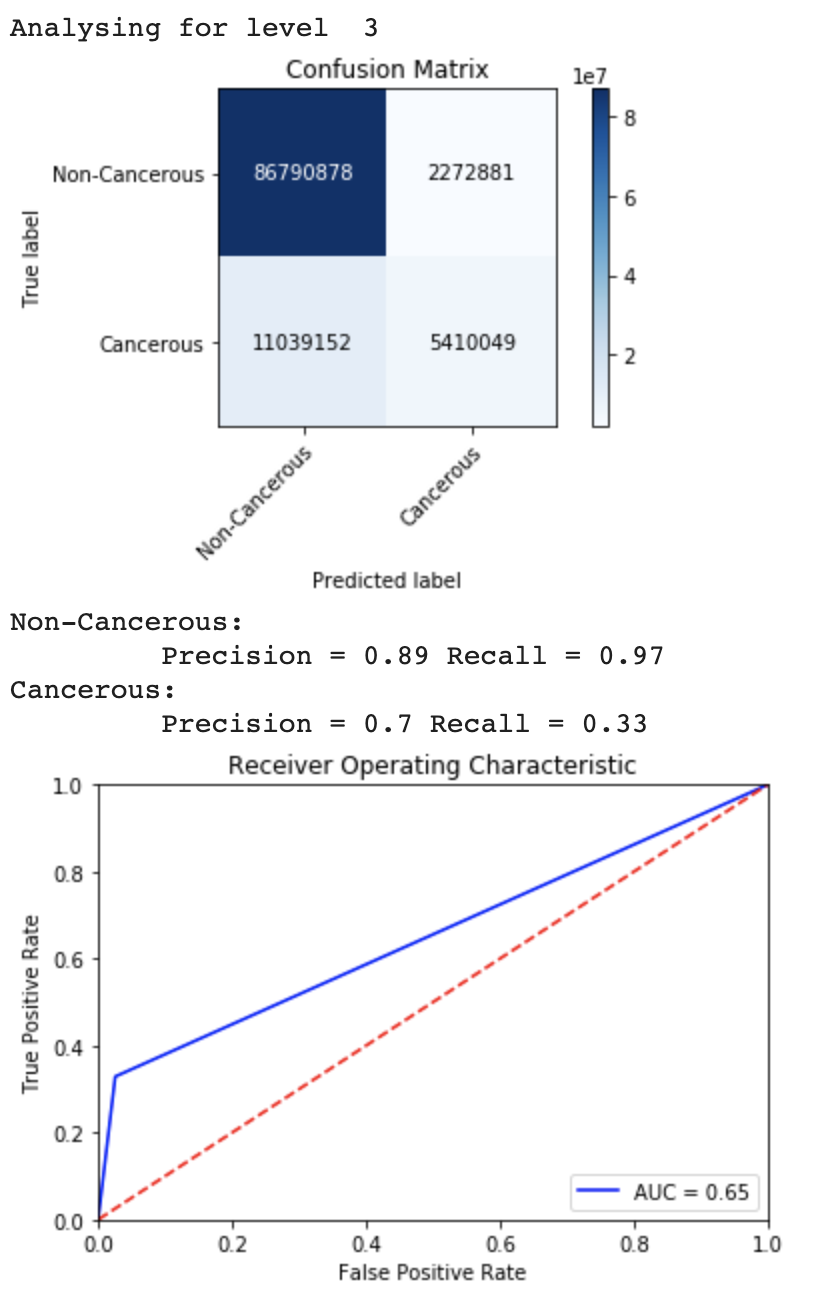 Analysing for level 3
Confusion Matrix
1e7
Non-Cancerous 86790878 2272881
Cancerous 11039152 5410049
True label
8
6
4
2
Non-Cancerous Cancerous
Predicted label
Non-Cancerous:
Precision = 0.89 Recall = 0.97
Cancerous:
Precision = 0.7 Recall = 0.33
Receiver Operating Characteristic
1.0
0.8
0.6
0.4
0.2
0.0
True Positive Rate
AUC = 0.65
0.0 0.2 0.4 0.6 0.8 1.0
False Positive Rate